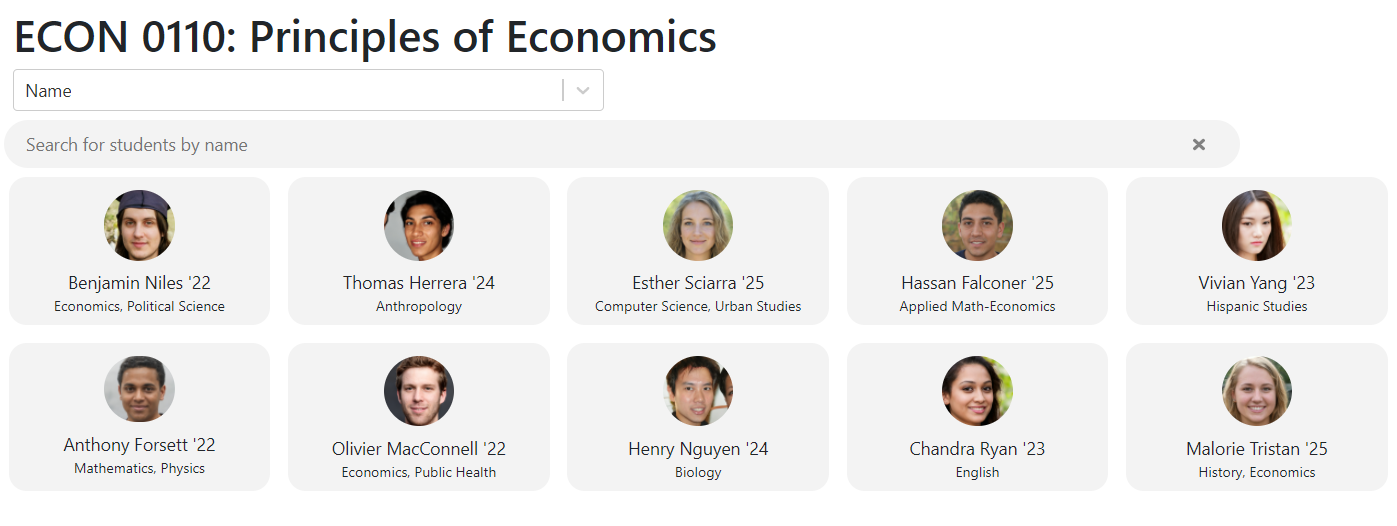 ECON 0110: Principles of Economics
Name
Search for students by name
Benjamin Niles '22
Economics, Political Science
Thomas Herrera '24
Anthropology
Esther Sciarra '25
Computer Science, Urban Studies
Hassan Falconer '25
Applied Math-Economics
Vivian Yang '23
Hispanic Studies
Anthony Forsett '22
Mathematics, Physics
Olivier MacConnell '22
Economics, Public Health
Henry Nguyen '24
Biology
Chandra Ryan '23
English
Malorie Tristan '25
History, Economics